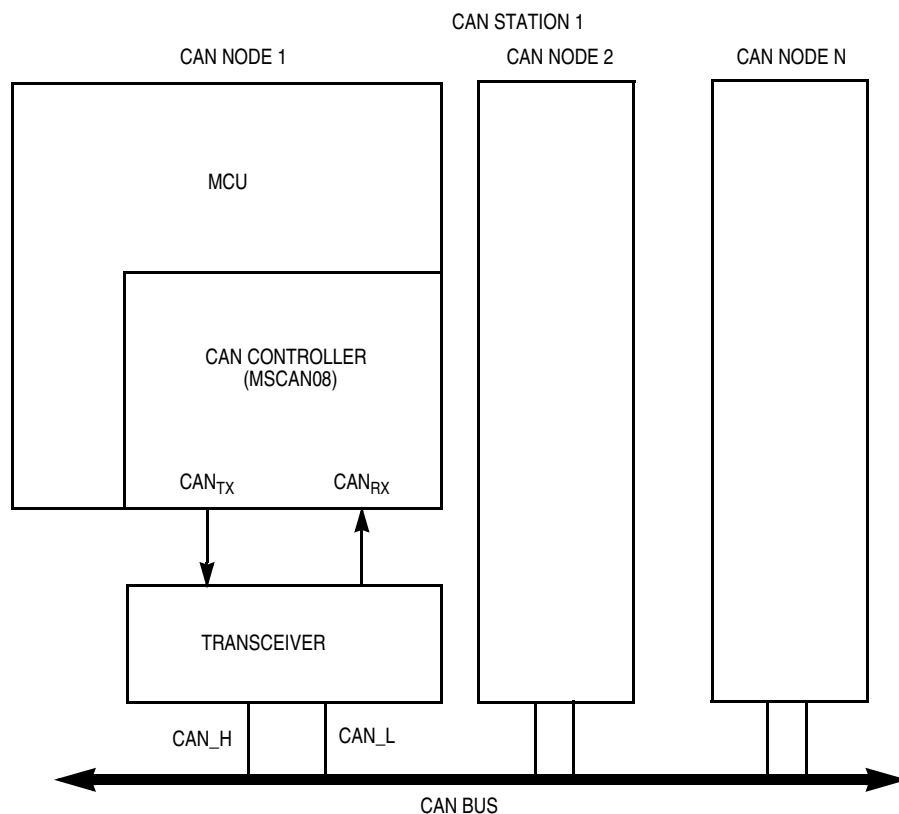 CAN STATION 1
CAN NODE 1
CAN NODE 2
CAN NODE N
MCU
CAN CONTROLLER
(MSCAN08)
CANTX
CANRX
TRANSCEIVER
CAN_H
CAN_L
CAN BUS